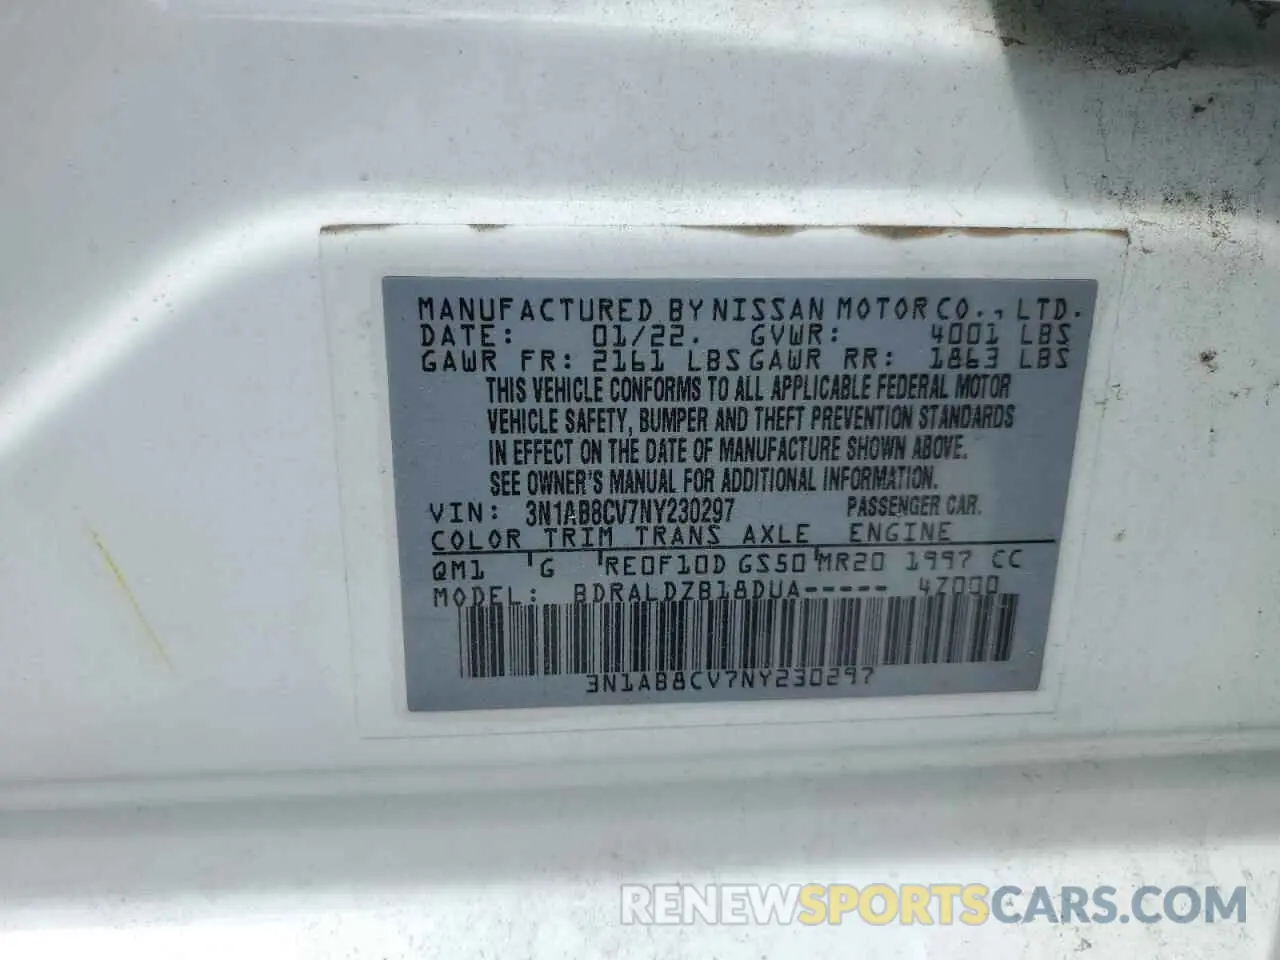 MANUFACTURED BY NISSAN MOTOR CO., LTD.
DATE: 01/22. GVWR: 4001 LBS
GAWR FR: 2161 LBS GAWR RR: 1863 LBS
THIS VEHICLE CONFORMS TO ALL APPLICABLE FEDERAL MOTOR
VEHICLE SAFETY, BUMPER AND THEFT PREVENTION STANDARDS
IN EFFECT ON THE DATE OF MANUFACTURE SHOWN ABOVE.
SEE OWNER'S MANUAL FOR ADDITIONAL INFORMATION.
VIN: 3N1AB8CV7NY230297 PASSENGER CAR.
COLOR TRIM TRANS AXLE ENGINE
QM1 G RE0F10D GS50 MR20 1997 CC
MODEL: BDRALDZB18DUA----- 4Z000
3N1AB8CV7NY230297
RENEWSPORTSCARS.COM